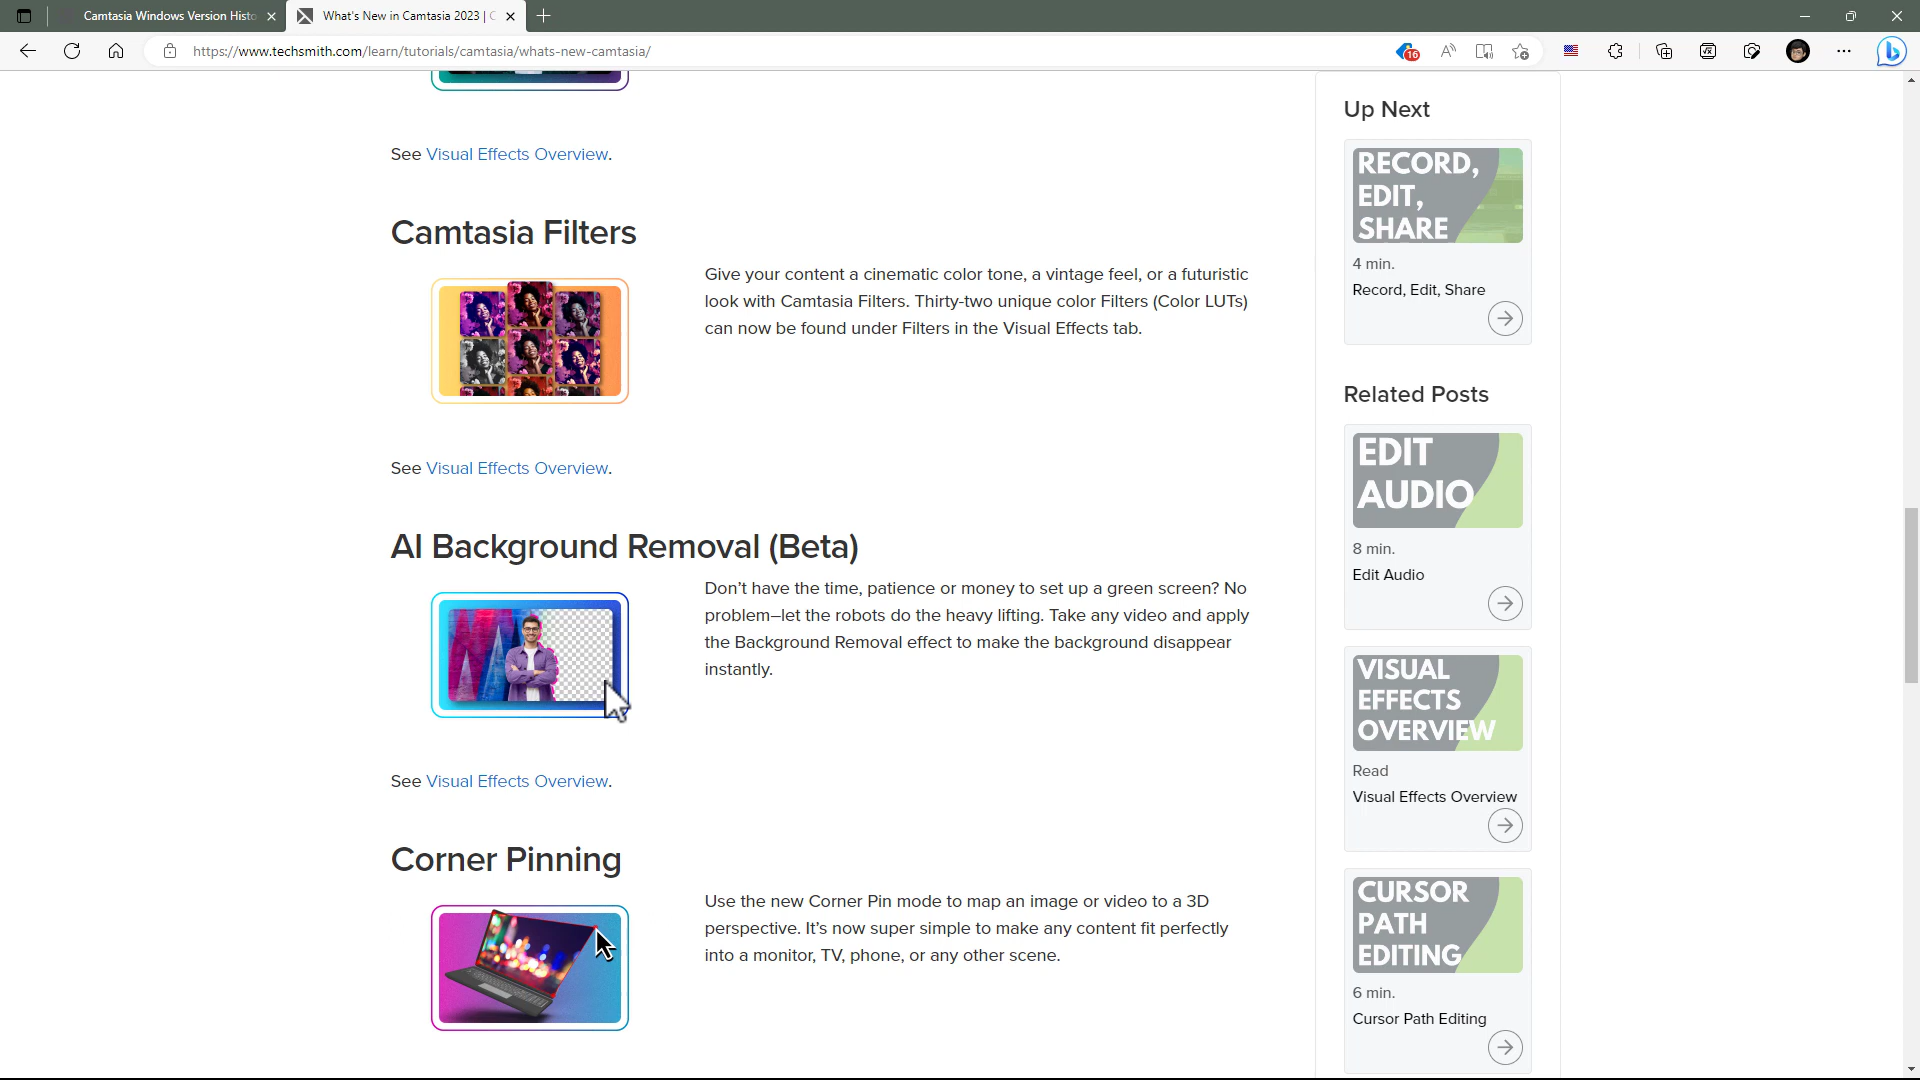 Camtasia Windows Version Histo
What's New in Camtasia 2023 | C
https://www.techsmith.com/learn/tutorials/camtasia/whats-new-camtasia/
16
See Visual Effects Overview.
Camtasia Filters
Give your content a cinematic color tone, a vintage feel, or a futuristic
look with Camtasia Filters. Thirty-two unique color Filters (Color LUTs)
can now be found under Filters in the Visual Effects tab.
See Visual Effects Overview.
AI Background Removal (Beta)
Don't have the time, patience or money to set up a green screen? No
problem–let the robots do the heavy lifting. Take any video and apply
the Background Removal effect to make the background disappear
instantly.
See Visual Effects Overview.
Corner Pinning
Use the new Corner Pin mode to map an image or video to a 3D
perspective. It's now super simple to make any content fit perfectly
into a monitor, TV, phone, or any other scene.
Up Next
RECORD,
EDIT,
SHARE
4 min.
Record, Edit, Share
Related Posts
EDIT
AUDIO
8 min.
Edit Audio
VISUAL
EFFECTS
OVERVIEW
Read
Visual Effects Overview
CURSOR
PATH
EDITING
6 min.
Cursor Path Editing